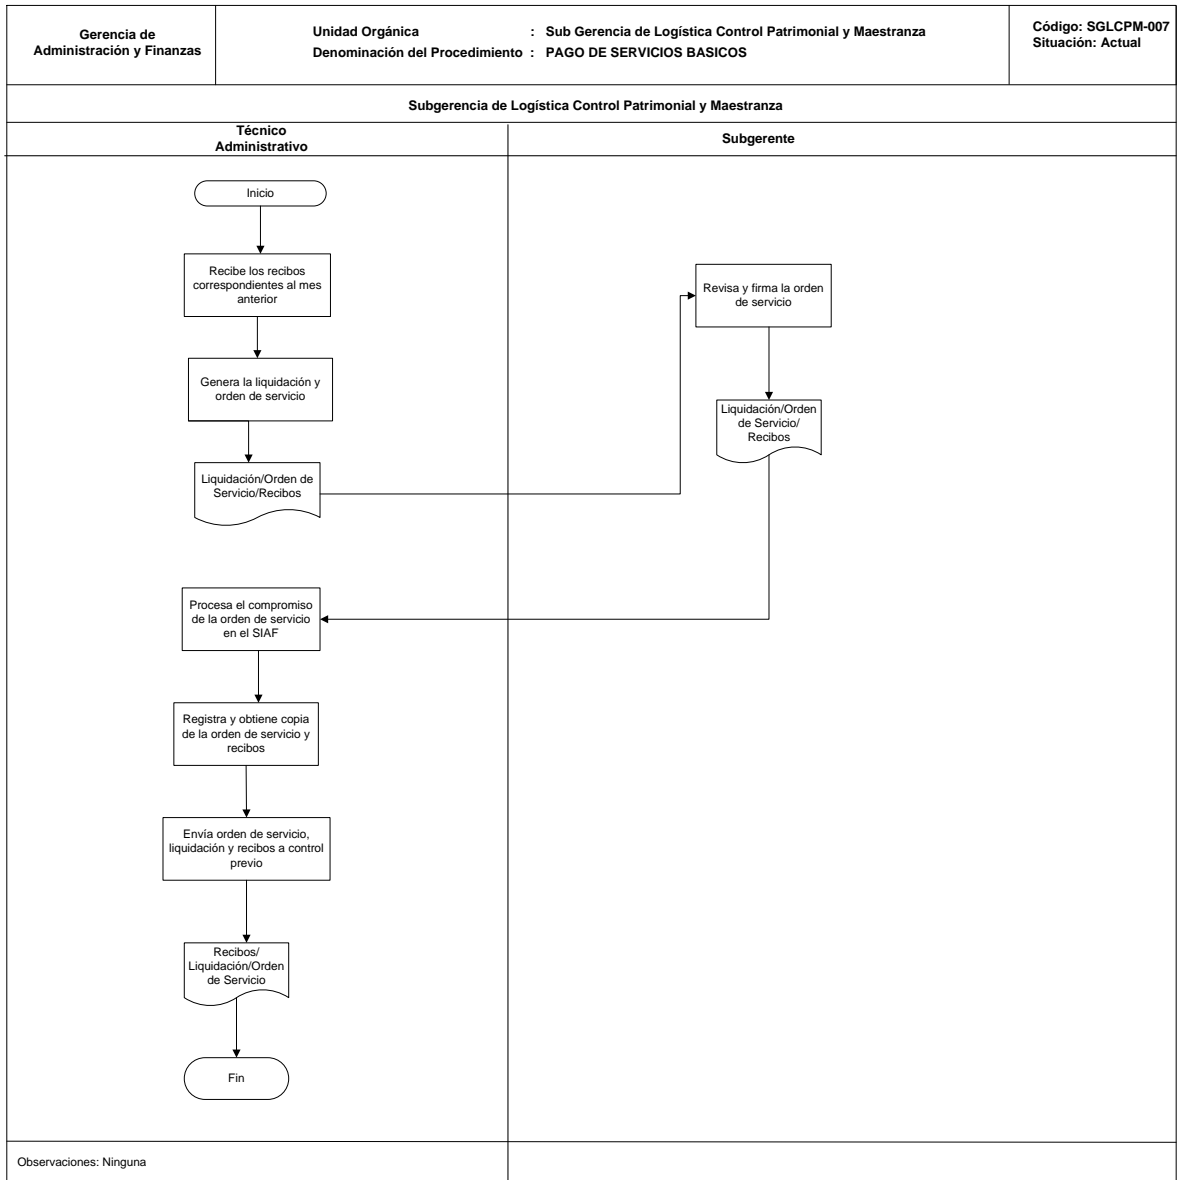 Gerencia de
Administración y Finanzas
Unidad Orgánica : Sub Gerencia de Logística Control Patrimonial y Maestranza
Denominación del Procedimiento : PAGO DE SERVICIOS BASICOS
Código: SGLCPM-007
Situación: Actual
Subgerencia de Logística Control Patrimonial y Maestranza
Técnico
Administrativo
Subgerente
Inicio
Recibe los recibos
correspondientes al mes
anterior
Genera la liquidación y
orden de servicio
Liquidación/Orden de
Servicio/Recibos
Revisa y firma la orden
de servicio
Liquidación/Orden
de Servicio/
Recibos
Procesa el compromiso
de la orden de servicio
en el SIAF
Registra y obtiene copia
de la orden de servicio y
recibos
Envía orden de servicio,
liquidación y recibos a control
previo
Recibos/
Liquidación/Orden
de Servicio
Fin
Observaciones: Ninguna